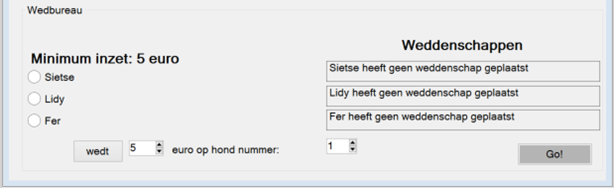 Wedbureau
Minimum inzet: 5 euro
Sietse
Lidy
Fer
Weddenschappen
Sietse heeft geen weddenschap geplaatst
Lidy heeft geen weddenschap geplaatst
Fer heeft geen weddenschap geplaatst
wedt 5 euro op hond nummer: 1 Go!